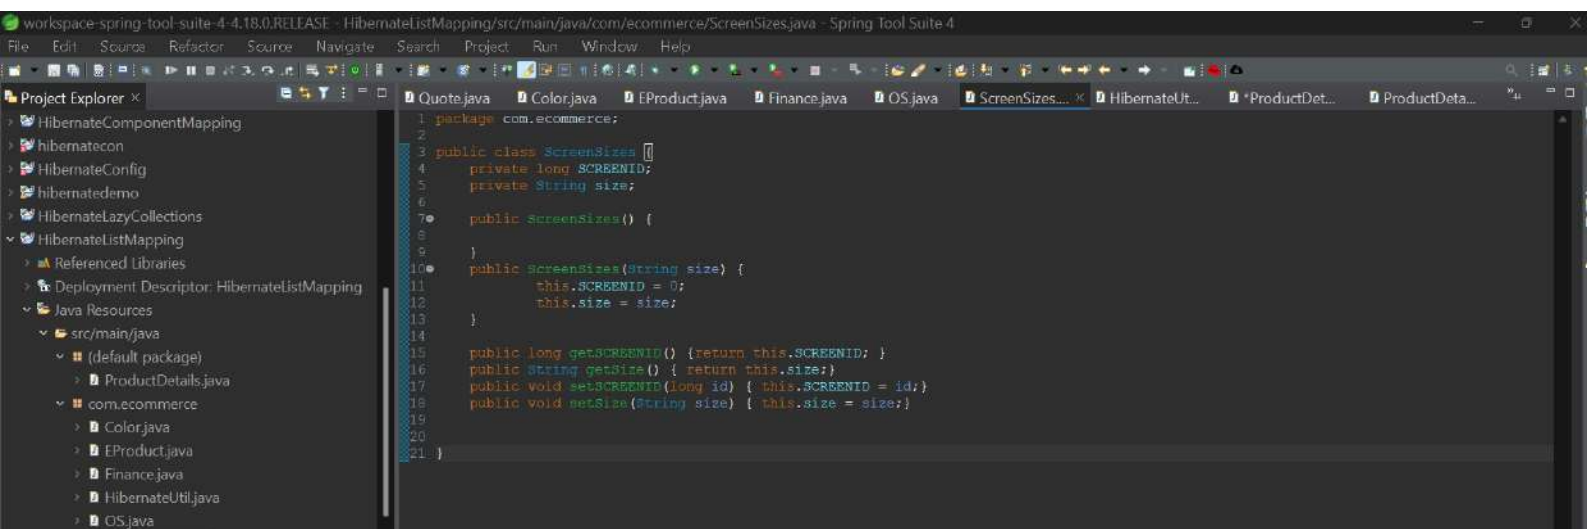 workspace-spring-tool-suite-4-4.18.0.RELEASE - HibernateListMapping/src/main/java/com/ecommerce/ScreenSizes.java - Spring Tool Suite 4
File Edit Source Refactor Source Navigate Search Project Run Window Help
Project Explorer × Quote.java Color.java EProduct.java Finance.java OS.java ScreenSizes.... × HibernateUt... *ProductDet... ProductDeta...
HibernateComponentMapping
hibernatecon
HibernateConfig
hibernatedemo
HibernateLazyCollections
HibernateListMapping
Referenced Libraries
Deployment Descriptor: HibernateListMapping
Java Resources
src/main/java
(default package)
ProductDetails.java
com.ecommerce
Color.java
EProduct.java
Finance.java
HibernateUtil.java
OS.java
1 package com.ecommerce;
2
3 public class ScreenSizes {
4 private long SCREENID;
5 private String size;
6
7 public ScreenSizes() {
8
9 }
10 public ScreenSizes(String size) {
11 this.SCREENID = 0;
12 this.size = size;
13 }
14
15 public long getSCREENID() {return this.SCREENID; }
16 public String getSize() { return this.size;}
17 public void setSCREENID(long id) { this.SCREENID = id;}
18 public void setSize(String size) { this.size = size;}
19
20
21 }